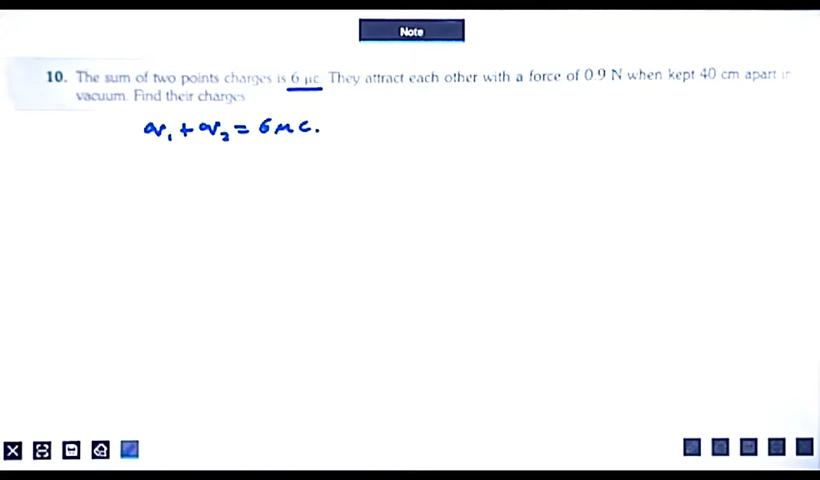 Note
10. The sum of two points charges is 6 μc. They attract each other with a force of 0.9 N when kept 40 cm apart in
vacuum. Find their charges
q₁ + q₂ = 6 μ c.